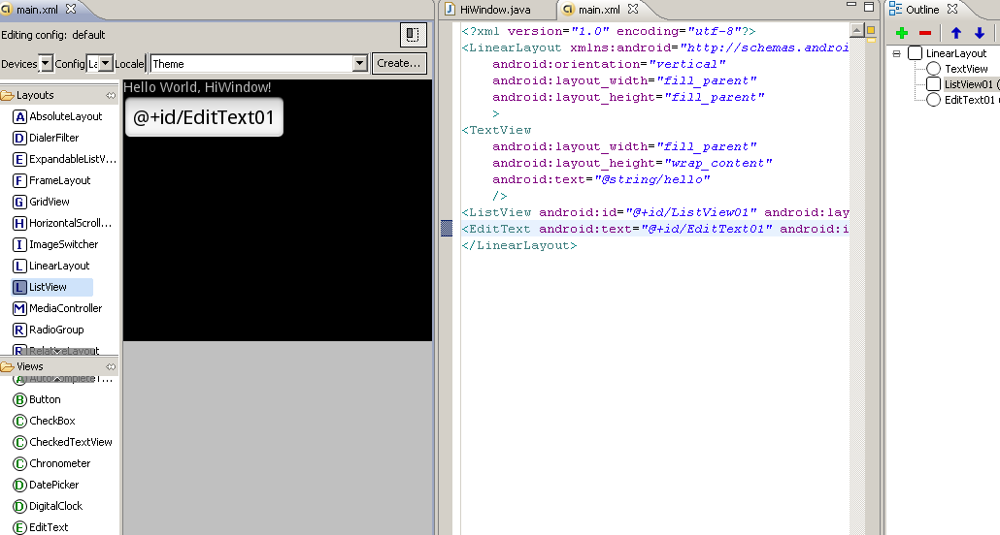 main.xml
Editing config: default
Devices Config La Locale Theme Create...
Layouts
AbsoluteLayout
DialerFilter
ExpandableListV...
FrameLayout
GridView
HorizontalScroll...
ImageSwitcher
LinearLayout
ListView
MediaController
RadioGroup
RelativeLayout
Views
AutoCompleteT...
Button
CheckBox
CheckedTextView
Chronometer
DatePicker
DigitalClock
EditText
Hello World, HiWindow!
@+id/EditText01
HiWindow.java main.xml
<?xml version="1.0" encoding="utf-8"?>
<LinearLayout xmlns:android="http://schemas.androi
android:orientation="vertical"
android:layout_width="fill_parent"
android:layout_height="fill_parent"
>
<TextView
android:layout_width="fill_parent"
android:layout_height="wrap_content"
android:text="@string/hello"
/>
<ListView android:id="@+id/ListView01" android:lay
<EditText android:text="@+id/EditText01" android:i
</LinearLayout>
Outline
LinearLayout
TextView
ListView01 (
EditText01 (